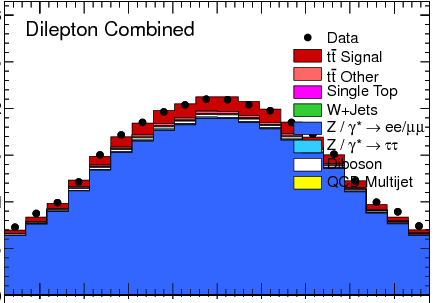 Dilepton Combined
Data
tt̄ Signal
tt̄ Other
Single Top
W+Jets
Z / γ* → ee/μμ
Z / γ* → ττ
Diboson
QCD Multijet